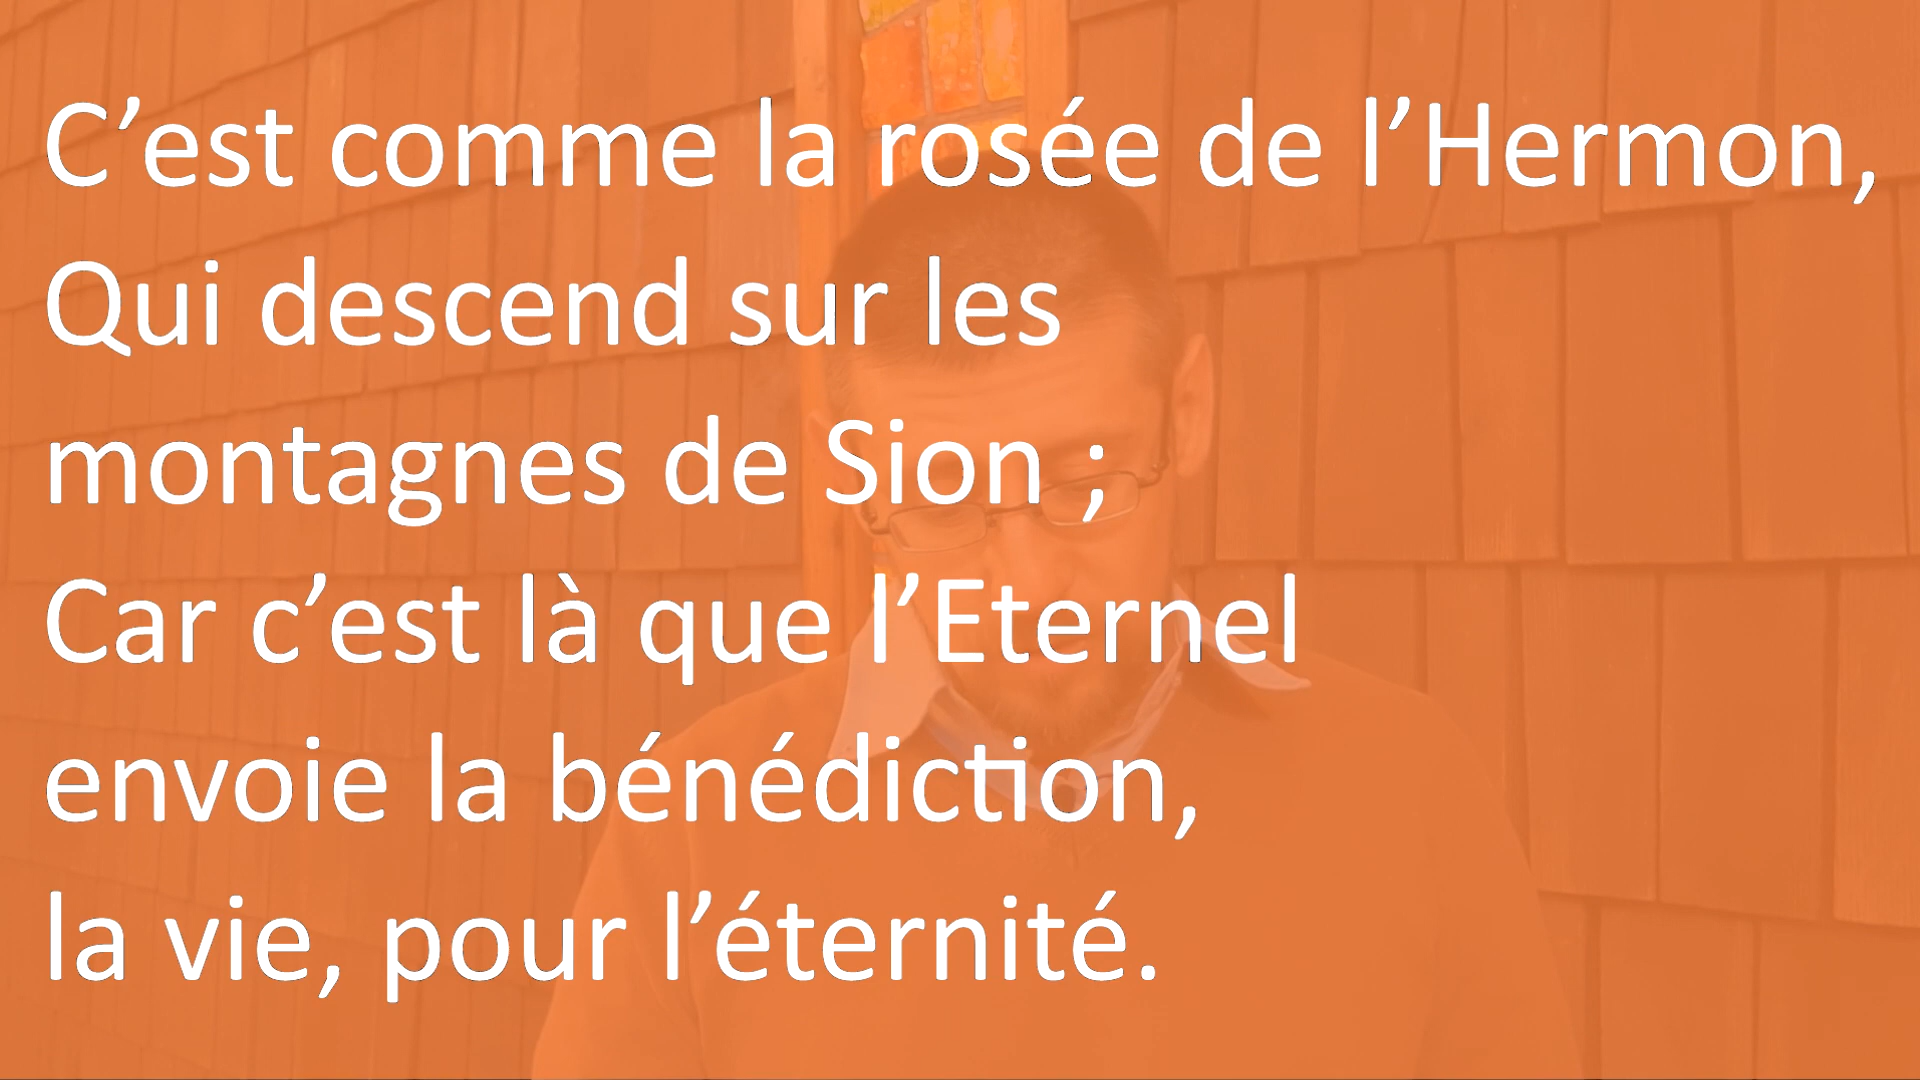 C’est comme la rosée de l’Hermon,
Qui descend sur les
montagnes de Sion ;
Car c’est là que l’Eternel
envoie la bénédiction,
la vie, pour l’éternité.